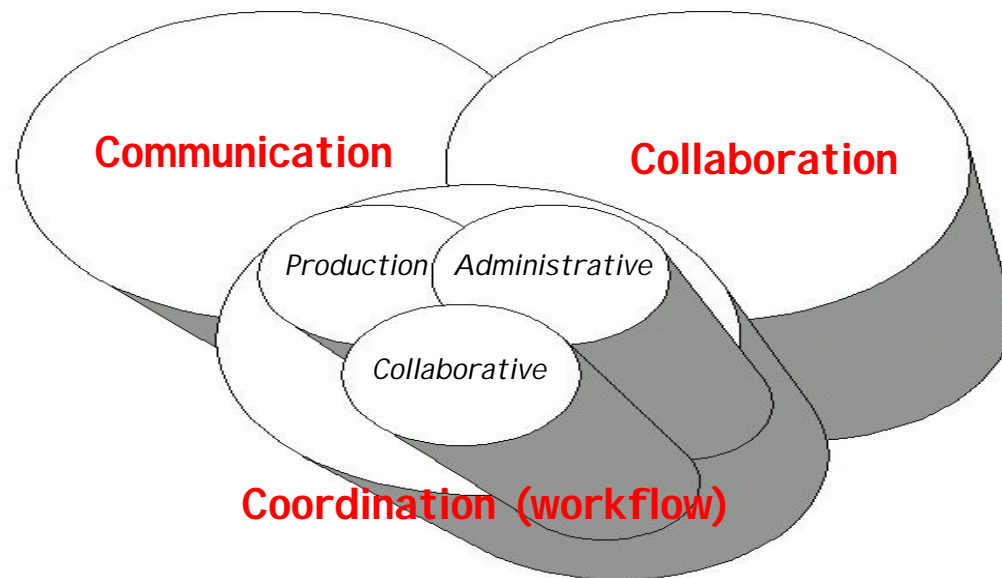 Communication
Collaboration
Production
Administrative
Collaborative
Coordination (workflow)